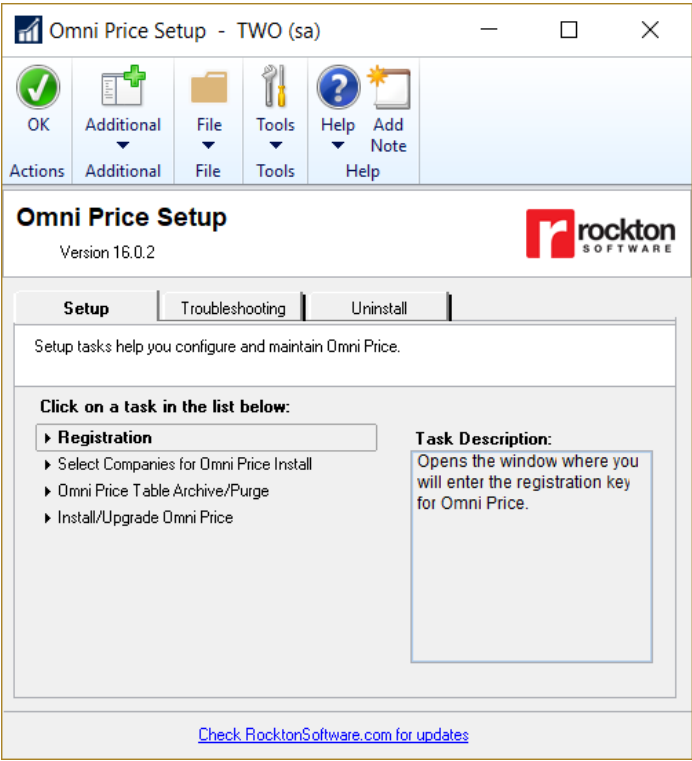 Omni Price Setup - TWO (sa)
OK
Additional
File
Tools
Help
Add
Note
Actions
Additional
File
Tools
Help
Omni Price Setup
Version 16.0.2
rockton
SOFTWARE
Setup
Troubleshooting
Uninstall
Setup tasks help you configure and maintain Omni Price.
Click on a task in the list below:
Registration
Select Companies for Omni Price Install
Omni Price Table Archive/Purge
Install/Upgrade Omni Price
Task Description:
Opens the window where you
will enter the registration key
for Omni Price.
Check RocktonSoftware.com for updates